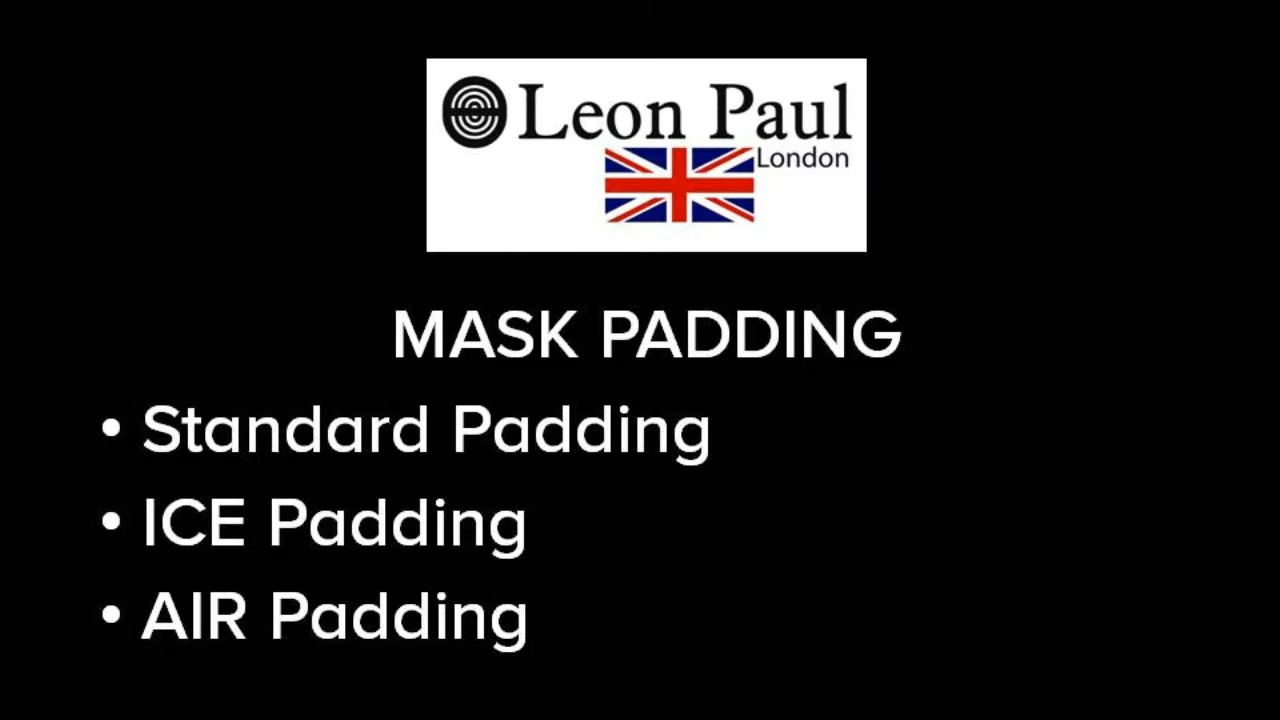 Leon Paul
London
MASK PADDING
• Standard Padding
• ICE Padding
• AIR Padding